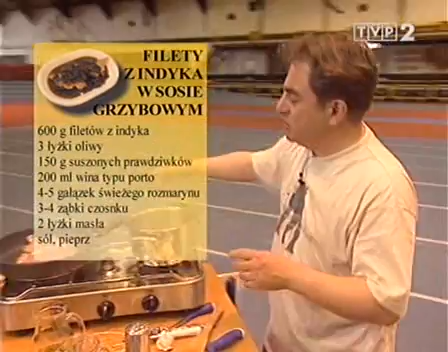 TVP2
FILETY
Z INDYKA
W SOSIE
GRZYBOWYM
600 g filetów z indyka
3 łyżki oliwy
150 g suszonych prawdziwków
200 ml wina typu porto
4-5 gałązek świeżego rozmarynu
3-4 ząbki czosnku
2 łyżki masła
sól, pieprz